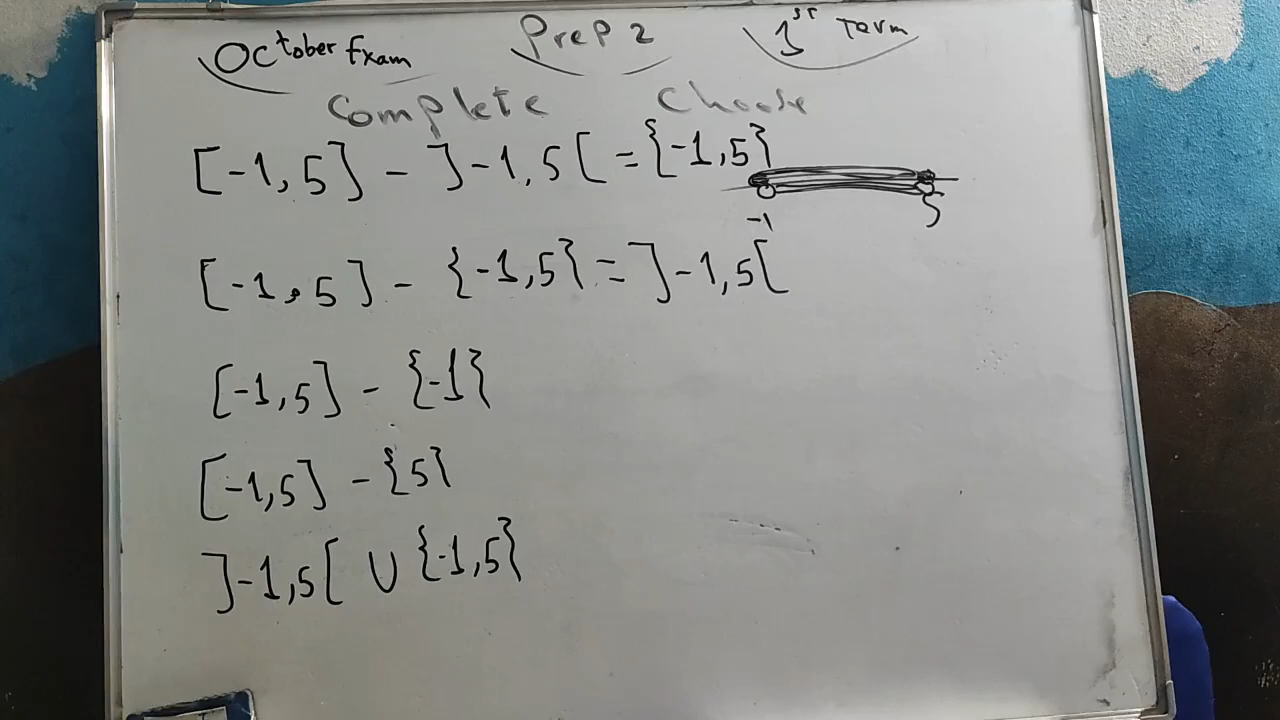 October Exam Prep 2 1st Term
Complete Choose
[-1,5] - ]-1,5[ = {-1,5}
-1 5
[-1,5] - {-1,5} = ]-1,5[
[-1,5] - {-1}
[-1,5] - {5}
]-1,5[ ∪ {-1,5}